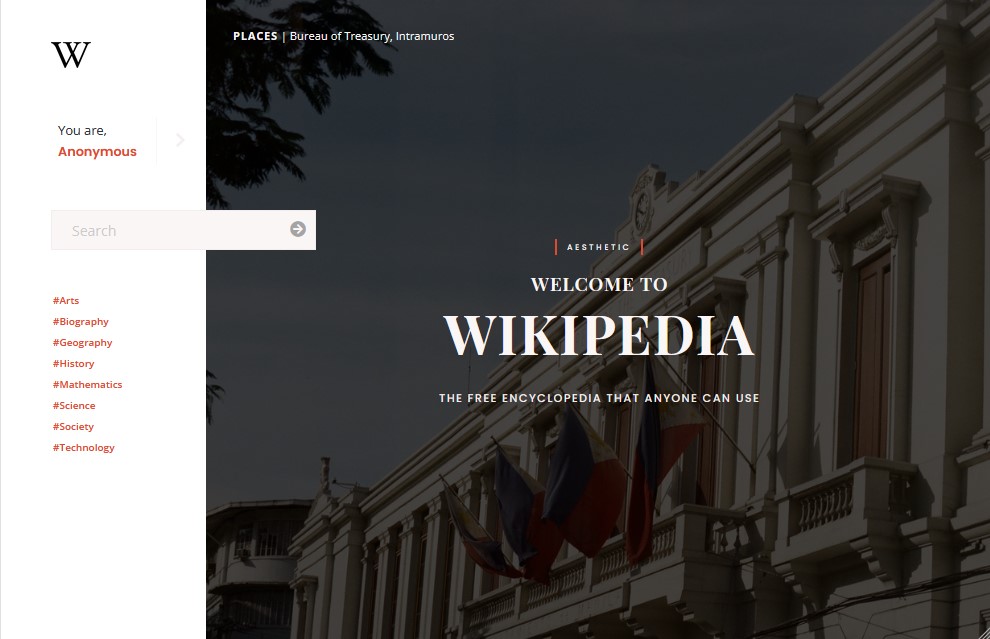 W
PLACES | Bureau of Treasury, Intramuros
You are,
Anonymous
Search
#Arts
#Biography
#Geography
#History
#Mathematics
#Science
#Society
#Technology
AESTHETIC
WELCOME TO
WIKIPEDIA
THE FREE ENCYCLOPEDIA THAT ANYONE CAN USE